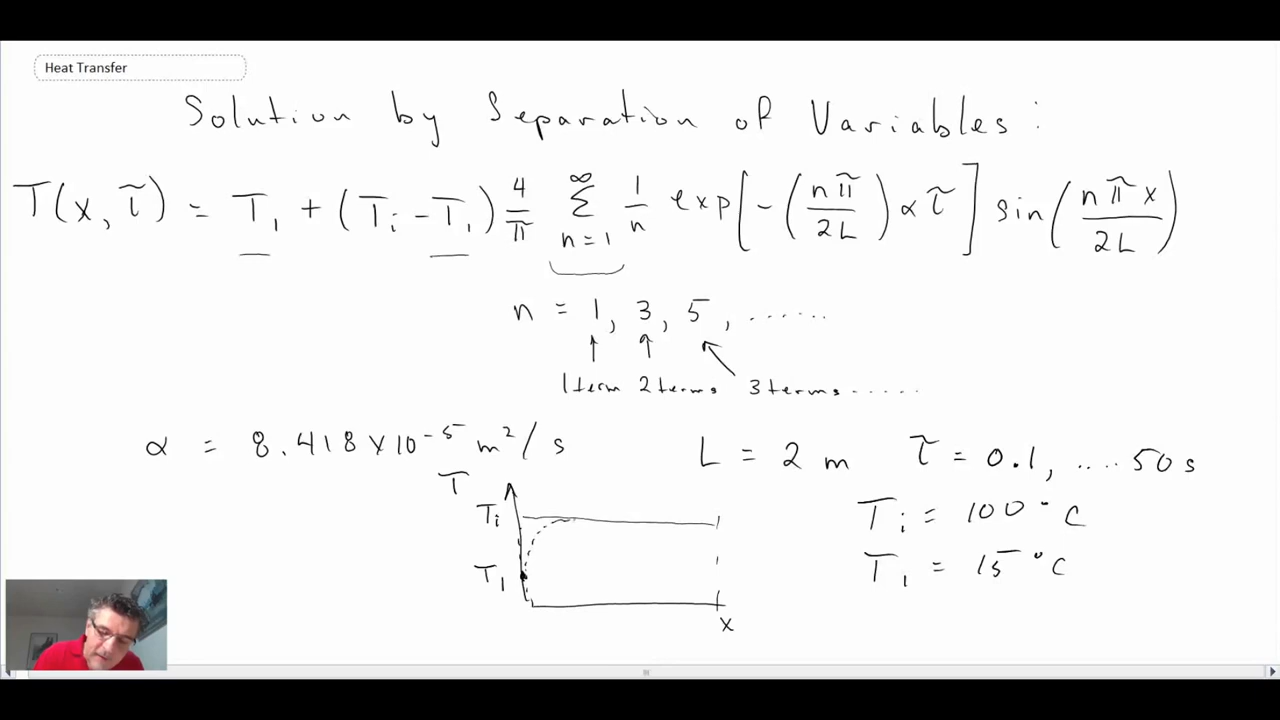 Heat Transfer
Solution by Separation of Variables :
T(x, τ) = T₁ + (Tᵢ - T₁) 4/π ∑_{n=1}^{∞} 1/n exp[-(nπ/2L) ∝ τ] sin(nπx/2L)
n = 1, 3, 5, ......
1 term 2 terms 3 terms ......
∝ = 8.418 x 10⁻⁵ m²/s L = 2 m τ = 0.1, .... 50 s
T
Tᵢ Tᵢ = 100 °C
T₁ T₁ = 15 °C
x